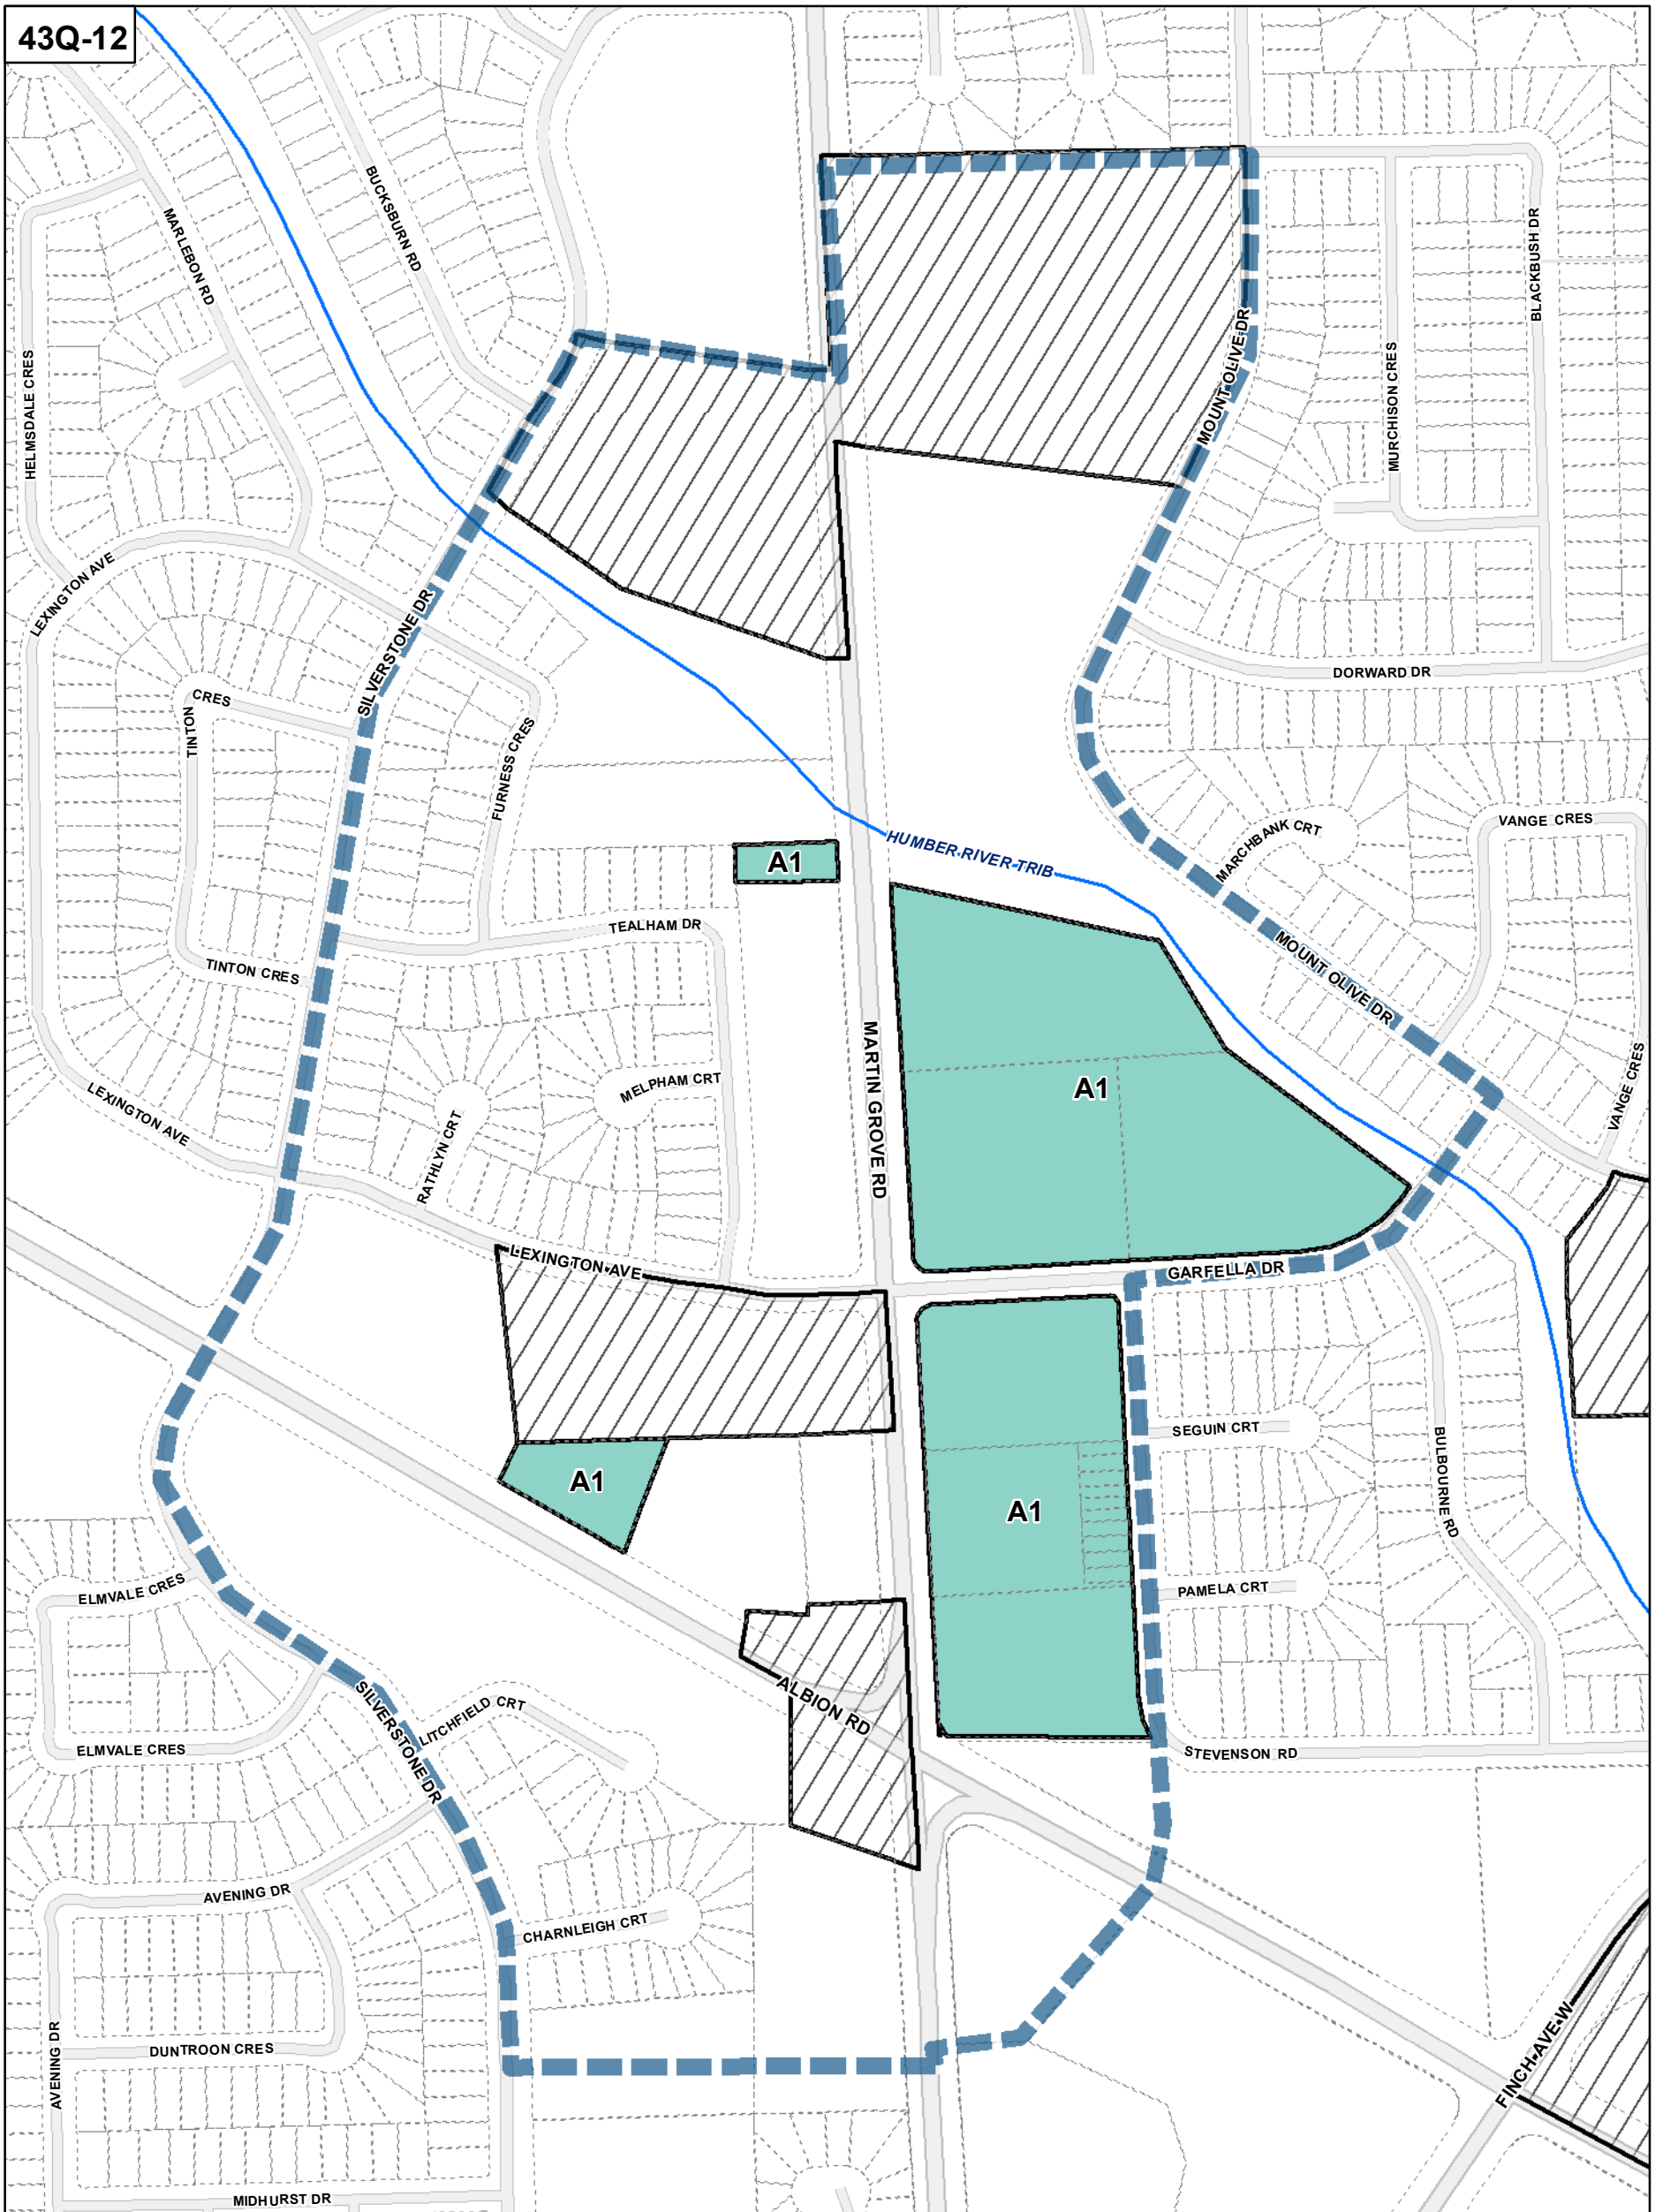 43Q-12
BUCKSBURN RD
MARLEBON RD
BLACKBUSH DR
HELMSDALE CRES
MOUNT OLIVE DR
MURCHISON CRES
LEXINGTON AVE
SILVERSTONE DR
DORWARD DR
TINTON
CRES
FURNESS CRES
VANGE CRES
MARCHBANK CRT
HUMBER RIVER TRIB
A1
TEALHAM DR
MOUNT OLIVE DR
TINTON CRES
MARTIN GROVE RD
A1
MELPHAM CRT
VANGE CRES
LEXINGTON AVE
RATHLYN CRT
LEXINGTON AVE
GARFELLA DR
SEGUIN CRT
A1
A1
BULBOURNE RD
ELMVALE CRES
PAMELA CRT
SILVERSTONE DR
LITCHFIELD CRT
ALBION RD
ELMVALE CRES
STEVENSON RD
AVENING DR
CHARNLEIGH CRT
FINCH AVE W
AVENING DR
DUNTROON CRES
MIDHURST DR